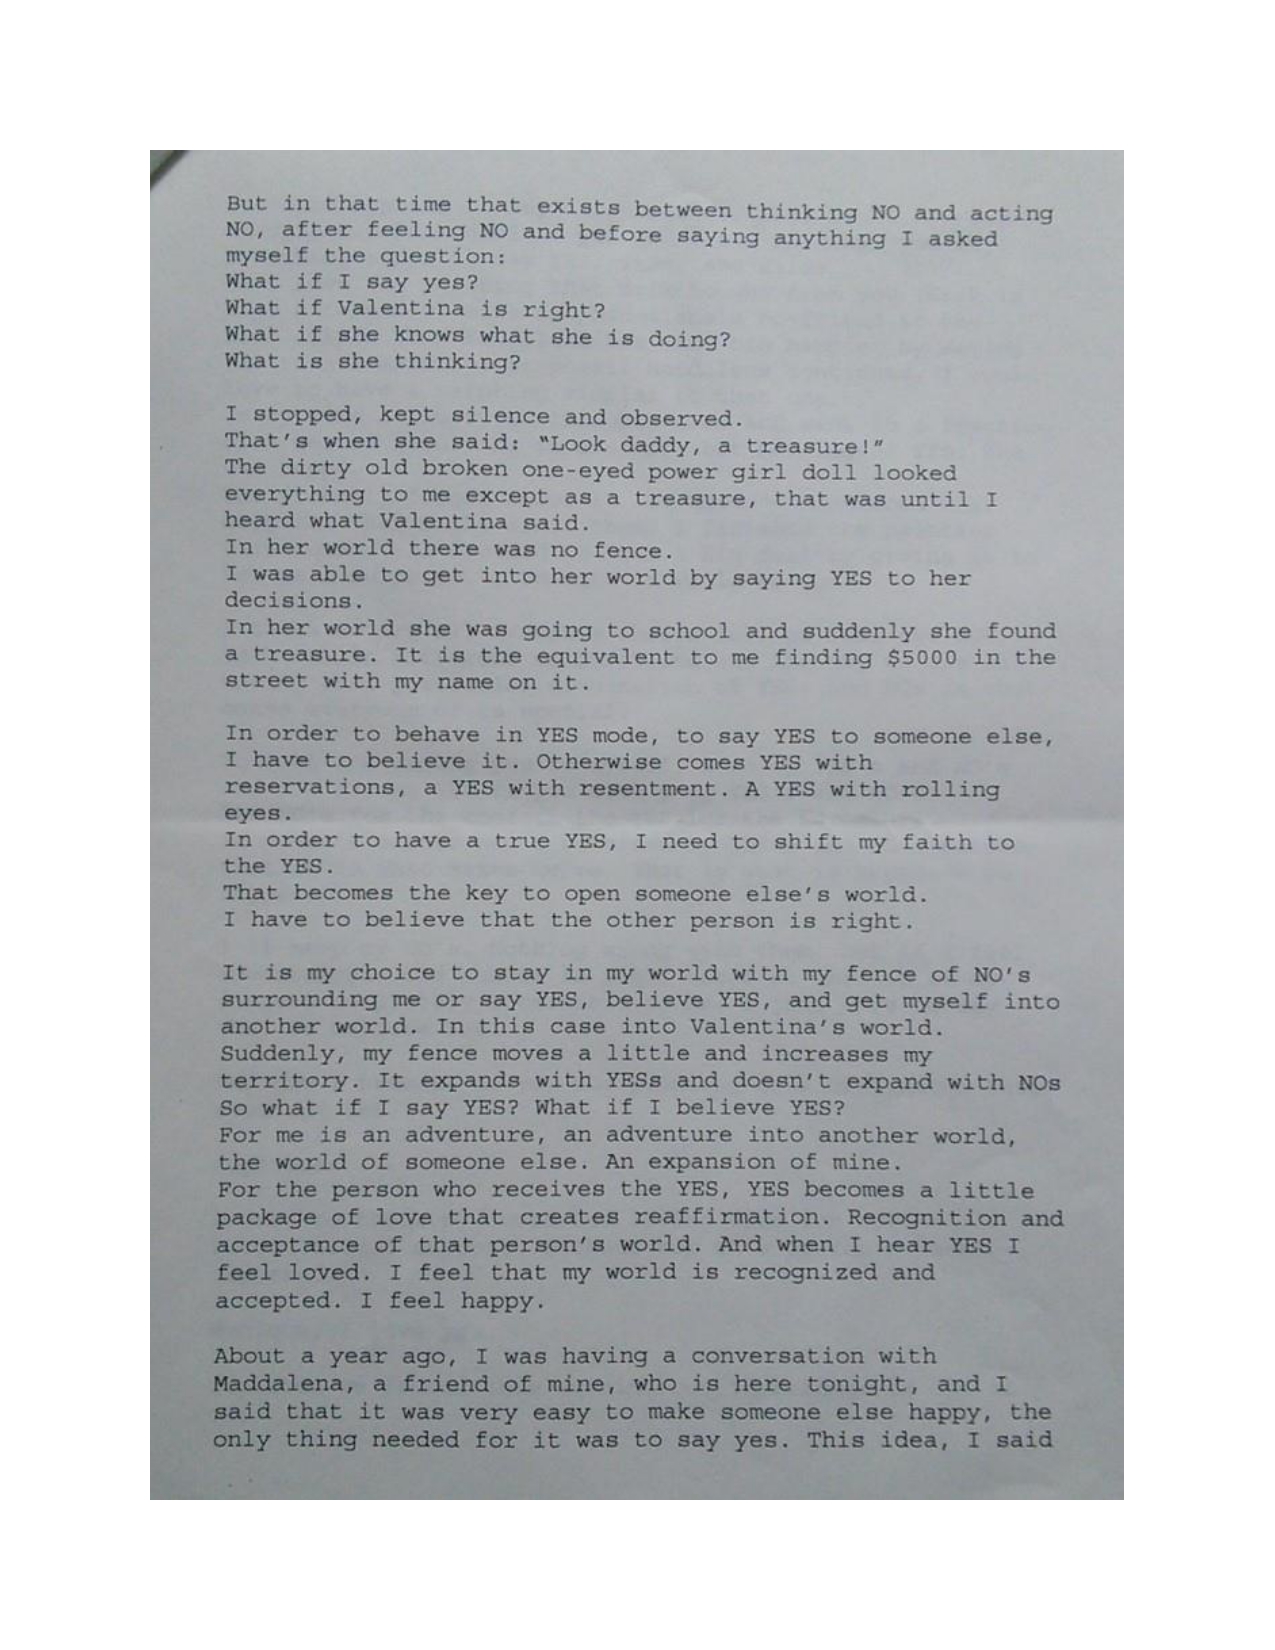 But in that time that exists between thinking NO and acting
NO, after feeling NO and before saying anything I asked
myself the question:
What if I say yes?
What if Valentina is right?
What if she knows what she is doing?
What is she thinking?
I stopped, kept silence and observed.
That's when she said: “Look daddy, a treasure!”
The dirty old broken one-eyed power girl doll looked
everything to me except as a treasure, that was until I
heard what Valentina said.
In her world there was no fence.
I was able to get into her world by saying YES to her
decisions.
In her world she was going to school and suddenly she found
a treasure. It is the equivalent to me finding $5000 in the
street with my name on it.
In order to behave in YES mode, to say YES to someone else,
I have to believe it. Otherwise comes YES with
reservations, a YES with resentment. A YES with rolling
eyes.
In order to have a true YES, I need to shift my faith to
the YES.
That becomes the key to open someone else's world.
I have to believe that the other person is right.
It is my choice to stay in my world with my fence of NO's
surrounding me or say YES, believe YES, and get myself into
another world. In this case into Valentina's world.
Suddenly, my fence moves a little and increases my
territory. It expands with YESs and doesn't expand with NOs
So what if I say YES? What if I believe YES?
For me is an adventure, an adventure into another world,
the world of someone else. An expansion of mine.
For the person who receives the YES, YES becomes a little
package of love that creates reaffirmation. Recognition and
acceptance of that person's world. And when I hear YES I
feel loved. I feel that my world is recognized and
accepted. I feel happy.
About a year ago, I was having a conversation with
Maddalena, a friend of mine, who is here tonight, and I
said that it was very easy to make someone else happy, the
only thing needed for it was to say yes. This idea, I said